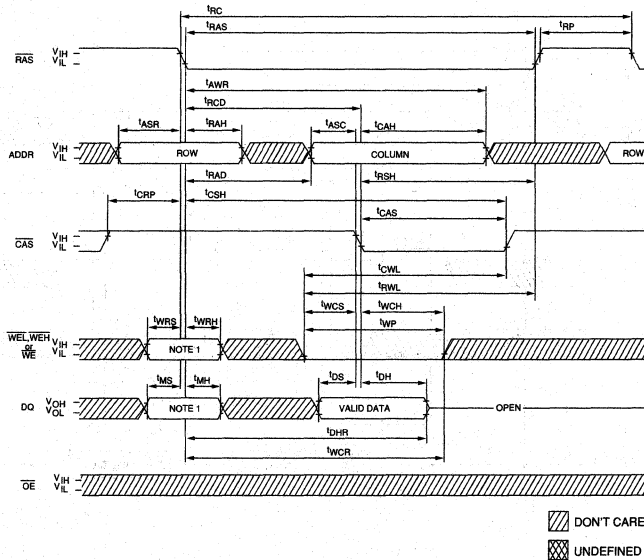 tRC
tRAS
tRP
RAS VIH VIL
tAWR
tRCD
tASR tRAH tASC tCAH
ADDR VIH VIL ROW COLUMN ROW
tRAD tRSH
tCRP tCSH
tCAS
CAS VIH VIL
tCWL
tRWL
tWCS tWCH
tWRS tWRH tWP
WEL,WEH or WE VIH VIL NOTE 1
tMS tMH tDS tDH
DQ VOH VOL NOTE 1 VALID DATA OPEN
tDHR
tWCR
OE VIH VIL
DON'T CARE
UNDEFINED